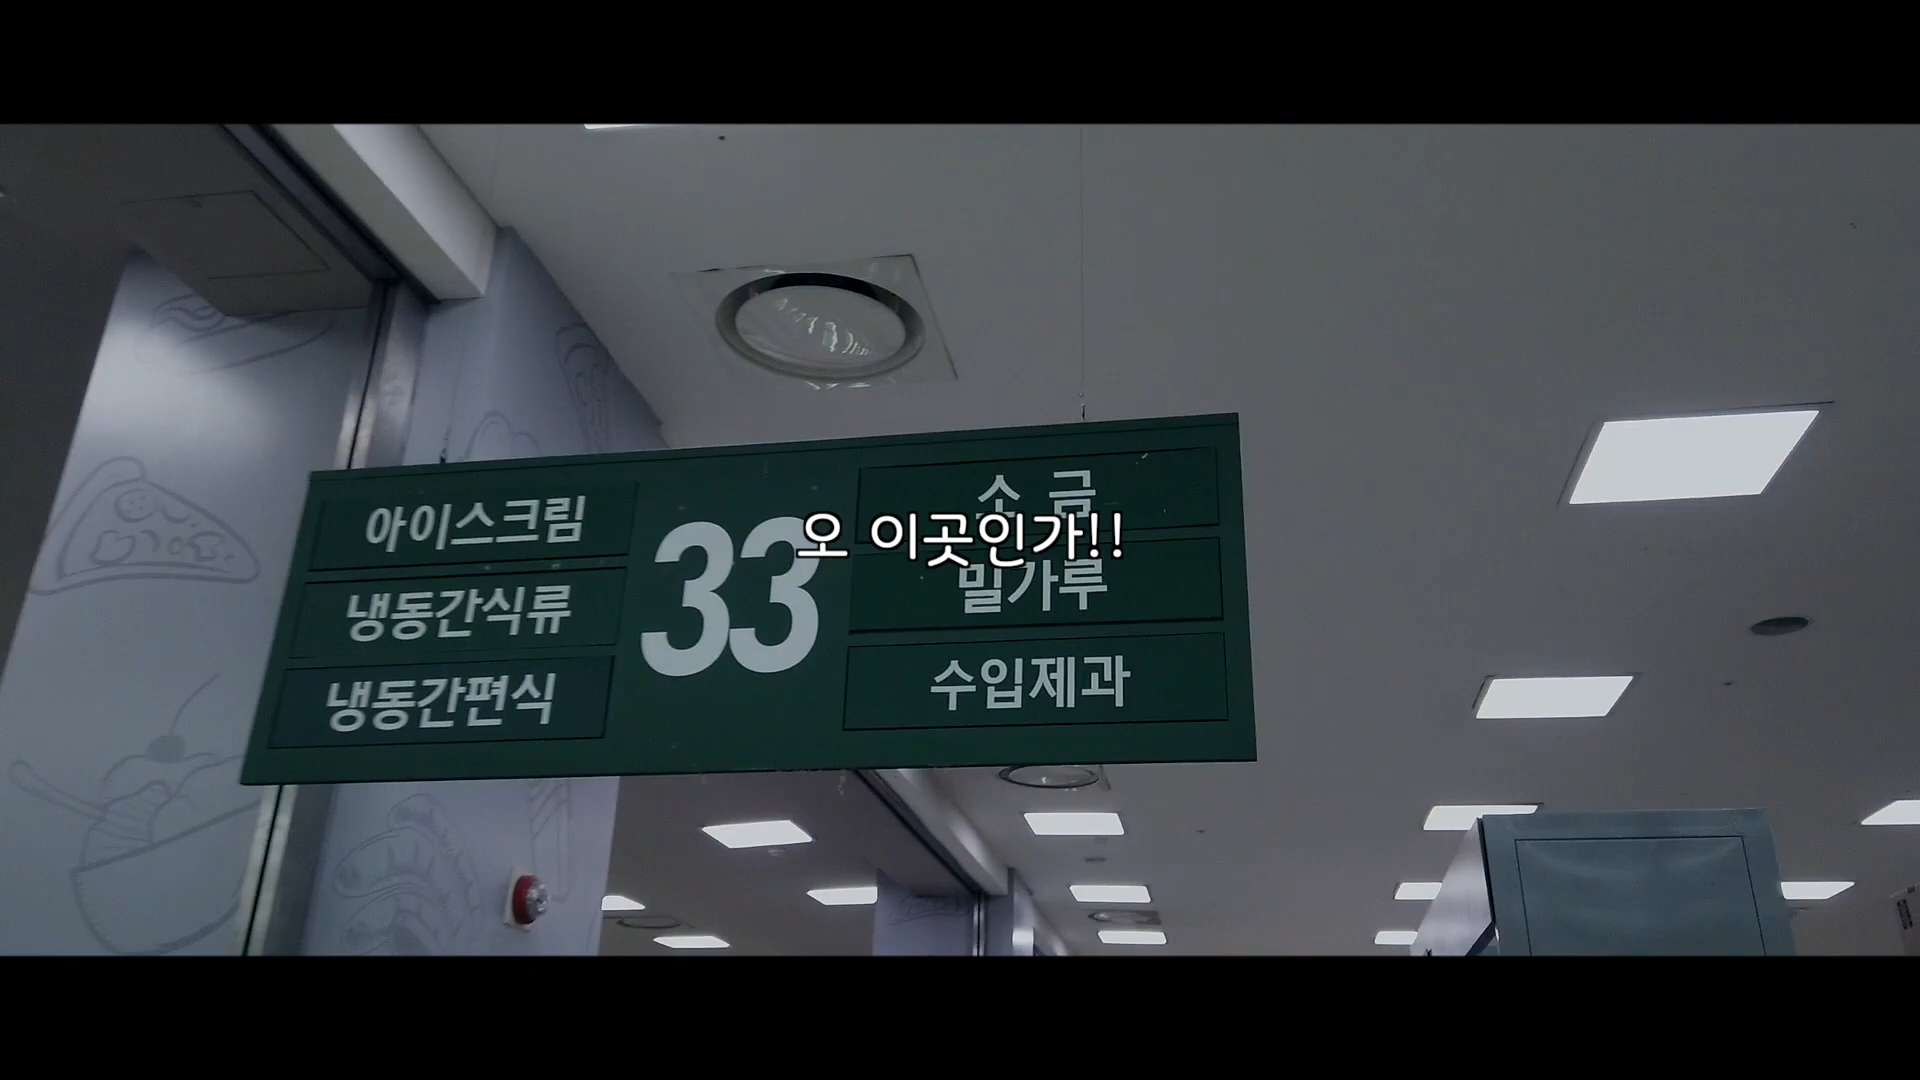 아이스크림
냉동간식류
냉동간편식
33
소 금
밀가루
수입제과
오 이곳인가!!